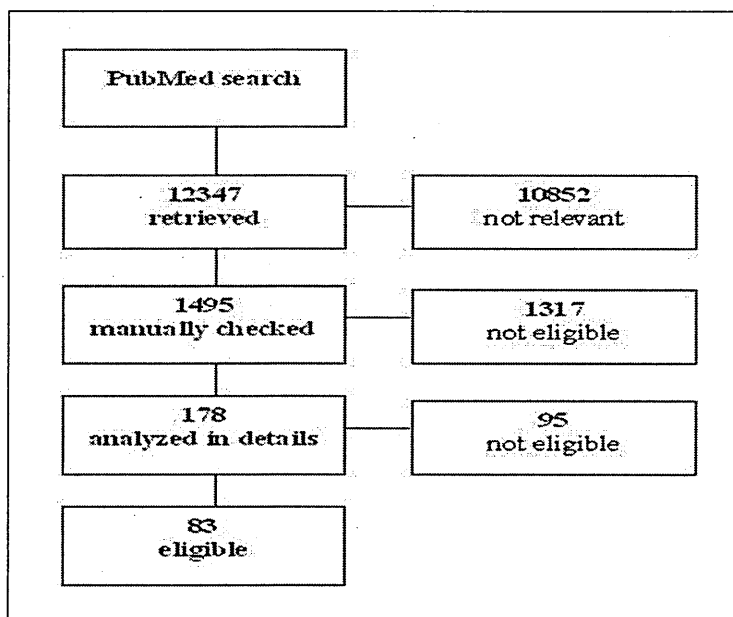 PubMed search
12347
retrieved
10852
not relevant
1495
manually checked
1317
not eligible
178
analyzed in details
95
not eligible
83
eligible